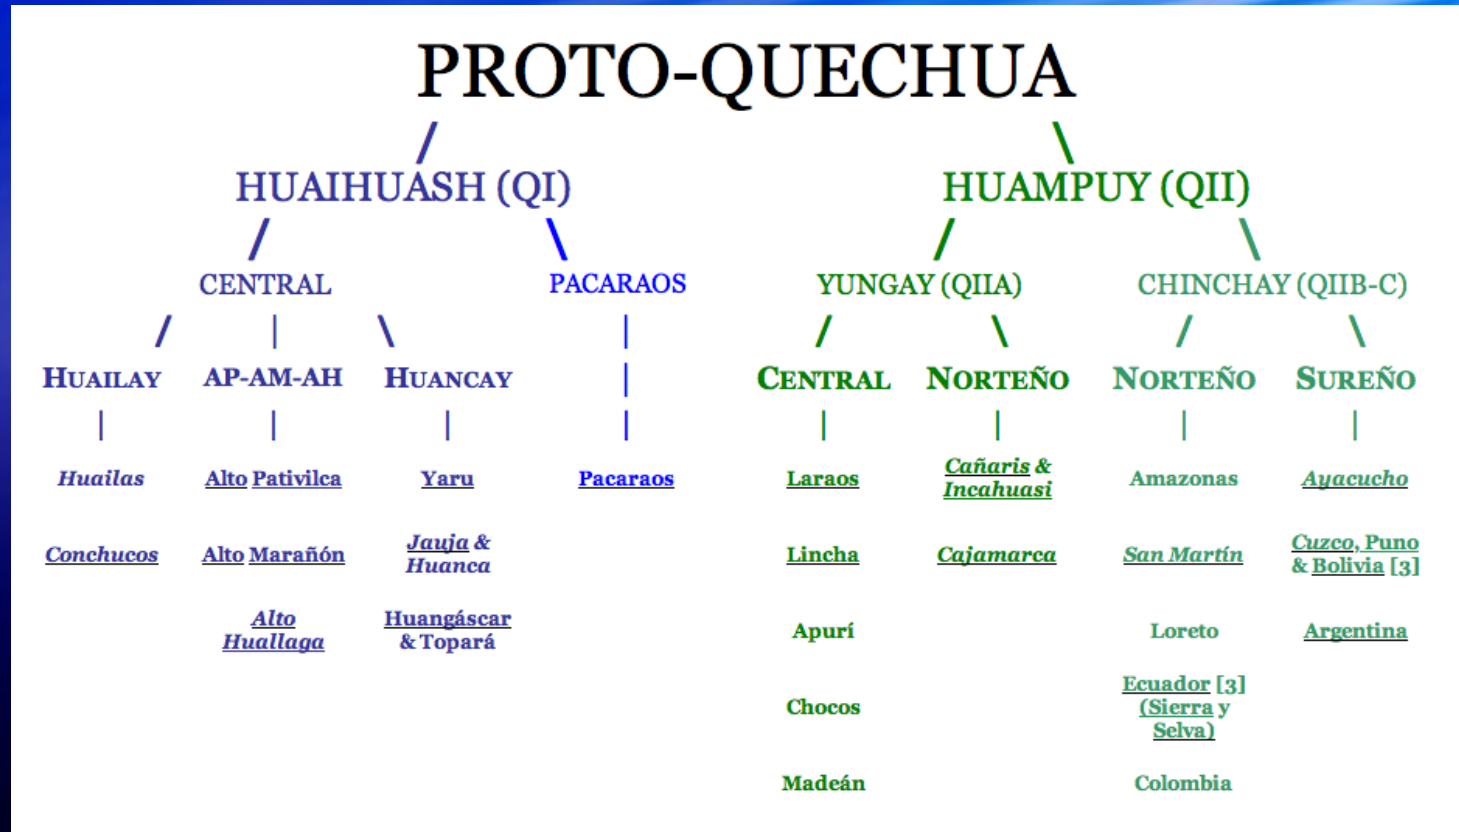 PROTO-QUECHUA
/ \
HUAIHUASH (QI) HUAMPUY (QII)
/ \ / \
CENTRAL PACARAOS YUNGAY (QIIA) CHINCHAY (QIIB-C)
/ | \ | / \ / \
HUAILAY AP-AM-AH HUANCAY | CENTRAL NORTEÑO NORTEÑO SUREÑO
| | | | | | | |
Huailas Alto Pativilca Yaru Pacaraos Laraos Cañaris & Amazonas Ayacucho
Incahuasi
Conchucos Alto Marañón Jauja & Lincha Cajamarca San Martín Cuzco, Puno
Huanca & Bolivia [3]
Alto Huangáscar Apurí Loreto Argentina
Huallaga & Topará
Chocos Ecuador [3]
(Sierra y
Selva)
Madeán Colombia